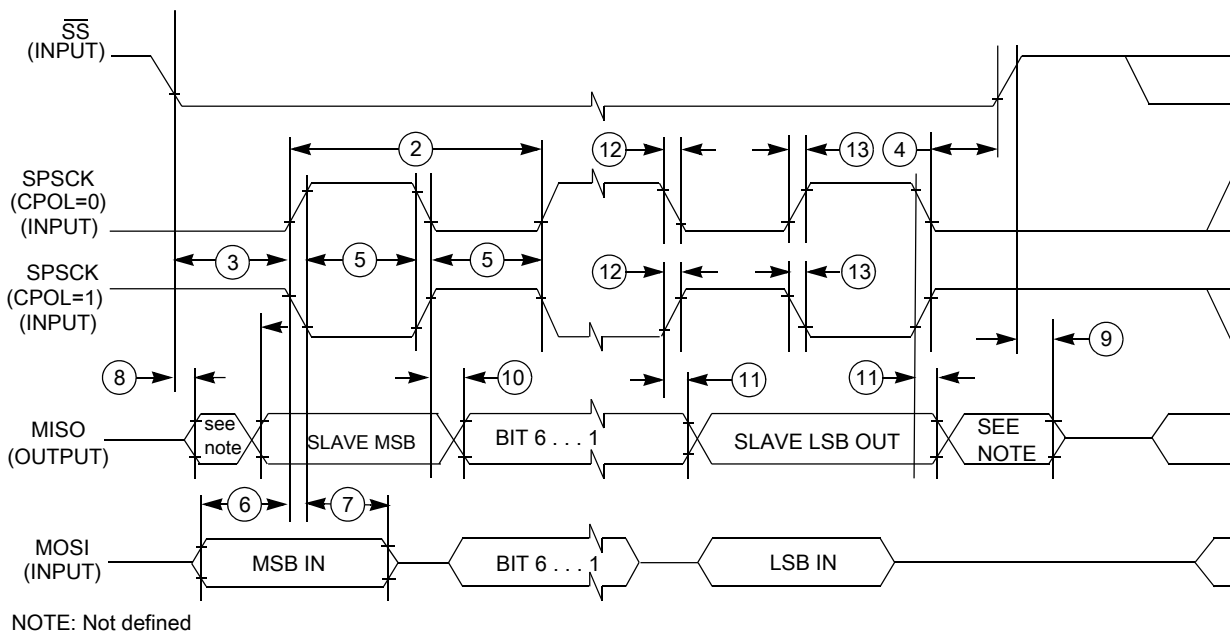 SS
(INPUT)
2
12
13
4
SPSCK
(CPOL=0)
(INPUT)
3
5
5
SPSCK
(CPOL=1)
(INPUT)
12
13
9
8
10
11
11
MISO
(OUTPUT)
see
note
SLAVE MSB
BIT 6 . . . 1
SLAVE LSB OUT
SEE
NOTE
6
7
MOSI
(INPUT)
MSB IN
BIT 6 . . . 1
LSB IN
NOTE: Not defined